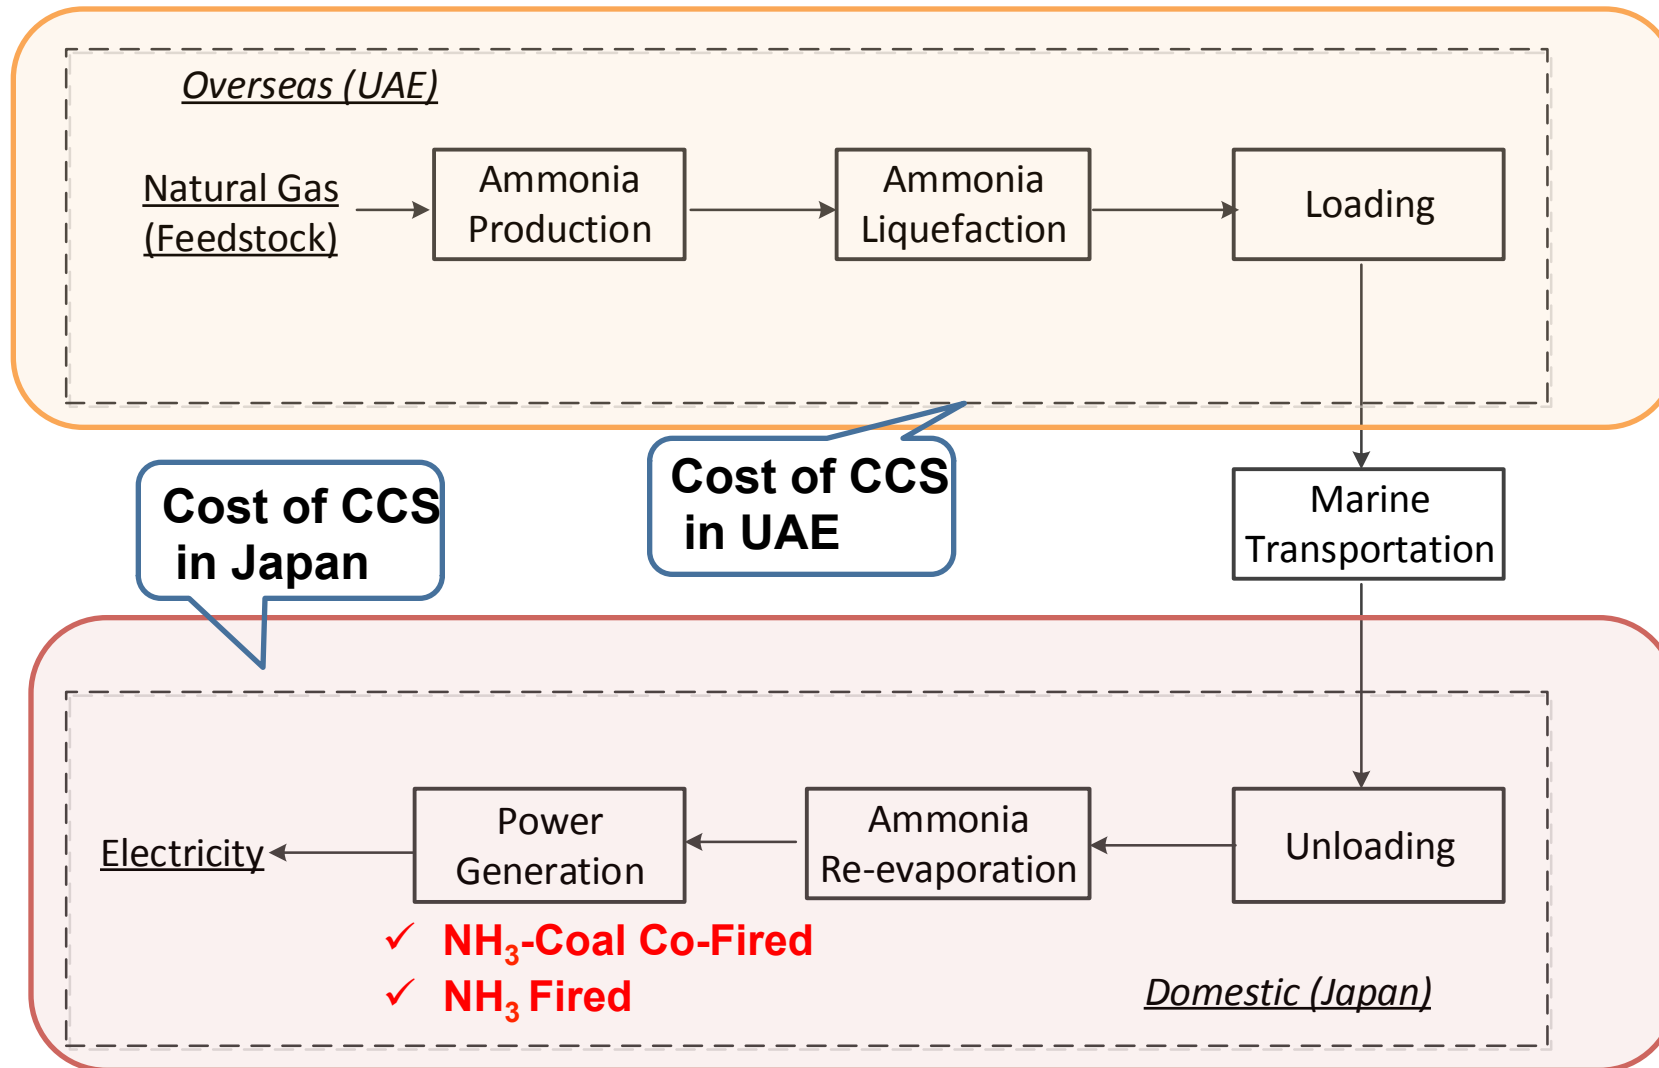 Overseas (UAE)
Natural Gas
(Feedstock)
Ammonia
Production
Ammonia
Liquefaction
Loading
Cost of CCS
in Japan
Cost of CCS
in UAE
Marine
Transportation
Electricity
Power
Generation
Ammonia
Re-evaporation
Unloading
✓ NH₃-Coal Co-Fired
✓ NH₃ Fired
Domestic (Japan)